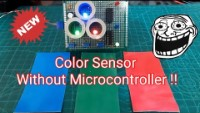 NEW
Color Sensor
Without Microcontroller !!